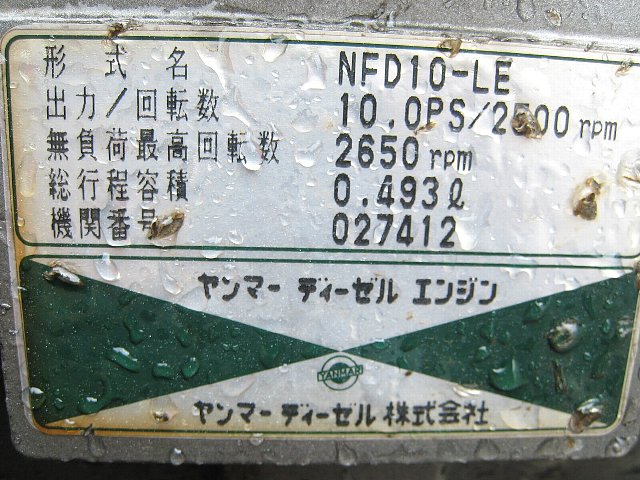 形式名 NFD10-LE
出力/回転数 10.0PS/2500rpm
無負荷最高回転数 2650rpm
総行程容積 0.493ℓ
機関番号 027412
ヤンマー ディーゼル エンジン
YANMAR
ヤンマー ディーゼル 株式会社